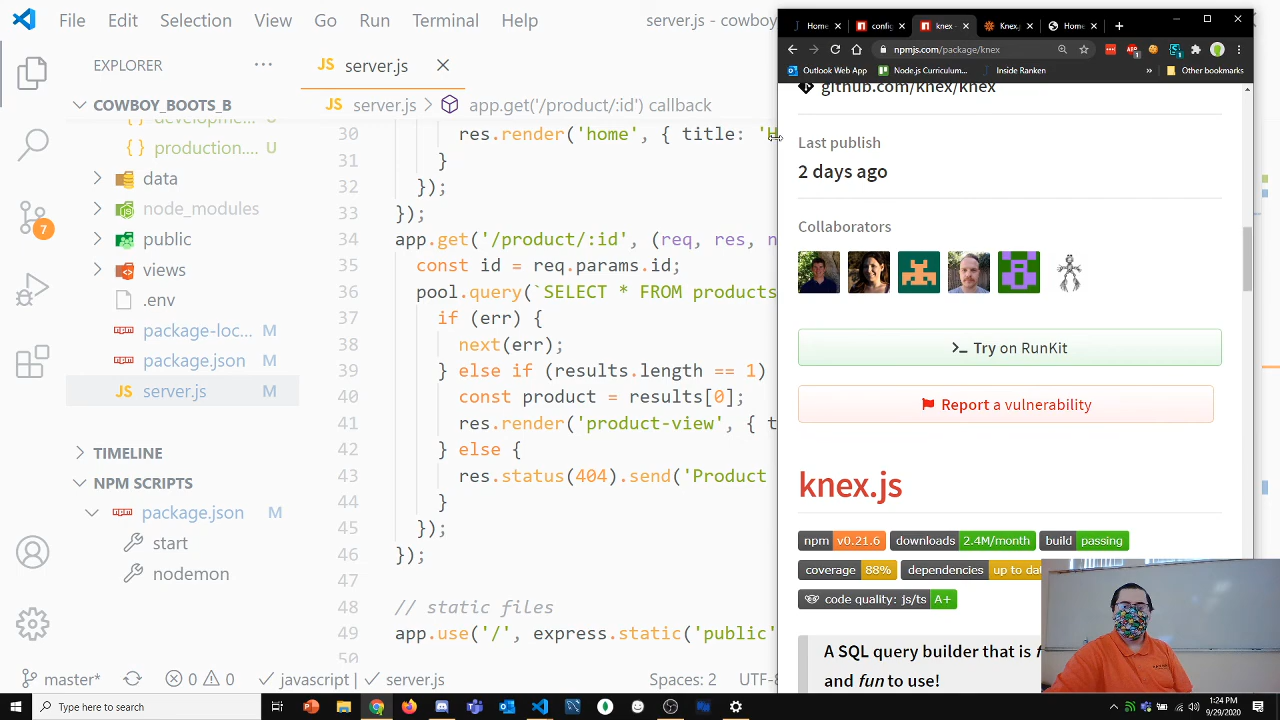 File Edit Selection View Go Run Terminal Help server.js - cowboy
EXPLORER ...
COWBOY_BOOTS_B
developme...
{ } production.... U
data
node_modules
public
views
.env
package-loc... M
package.json M
JS server.js M
TIMELINE
NPM SCRIPTS
package.json M
start
nodemon
JS server.js
JS server.js > app.get('/product/:id') callback
30 res.render('home', { title: 'H
31 }
32 });
33 });
34 app.get('/product/:id', (req, res, n
35 const id = req.params.id;
36 pool.query(`SELECT * FROM products
37 if (err) {
38 next(err);
39 } else if (results.length == 1)
40 const product = results[0];
41 res.render('product-view', { t
42 } else {
43 res.status(404).send('Product
44 }
45 });
46 });
47
48 // static files
49 app.use('/', express.static('public'
50
master* 0 0 javascript | server.js Spaces: 2 UTF-8
Home config knex - Knex. Home
npmjs.com/package/knex
Outlook Web App Node.js Curriculum... Inside Ranken » Other bookmarks
github.com/knex/knex
Last publish
2 days ago
Collaborators
Try on RunKit
Report a vulnerability
knex.js
npm v0.21.6 downloads 2.4M/month build passing
coverage 88% dependencies up to dat
code quality: js/ts A+
A SQL query builder that is f
and fun to use!
Type here to search
1:24 PM
9/29/2020